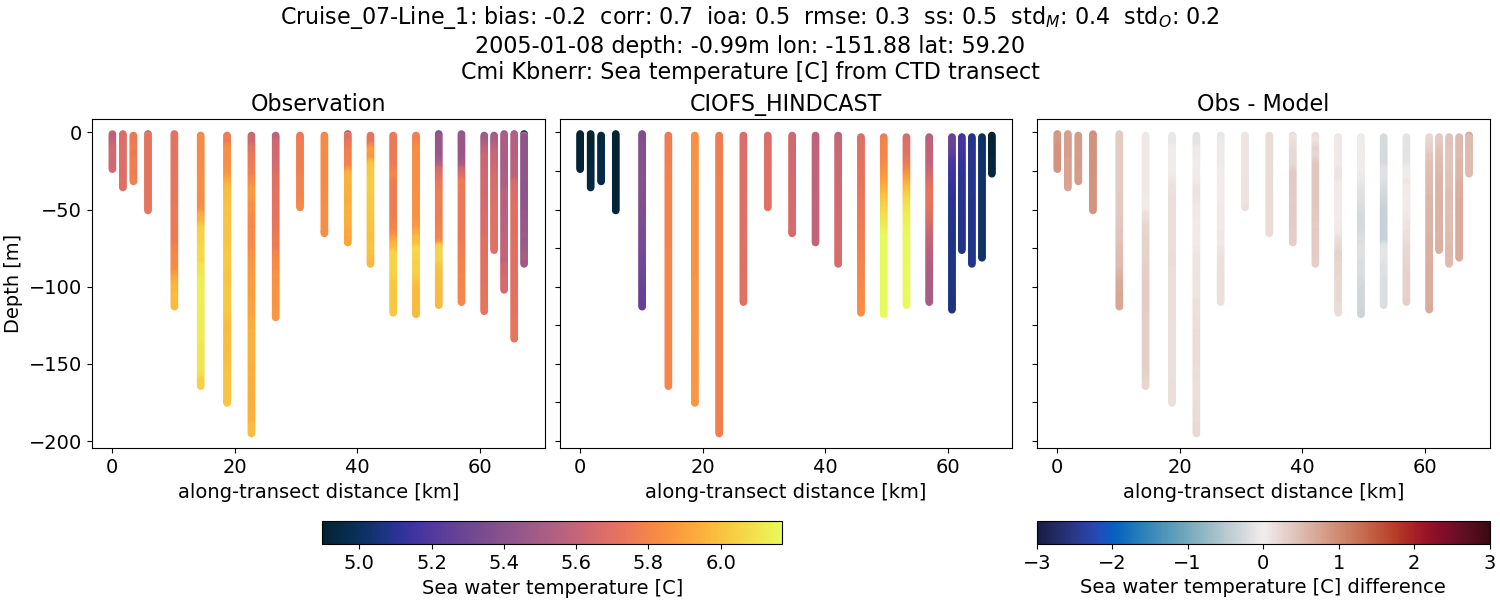 Cruise_07-Line_1: bias: -0.2  corr: 0.7  ioa: 0.5  rmse: 0.3  ss: 0.5  std_M: 0.4  std_O: 0.2
2005-01-08 depth: -0.99m lon: -151.88 lat: 59.20
Cmi Kbnerr: Sea temperature [C] from CTD transect
Observation
CIOFS_HINDCAST
Obs - Model
Depth [m]
0
−50
−100
−150
−200
0 20 40 60
0 20 40 60
0 20 40 60
along-transect distance [km]
along-transect distance [km]
along-transect distance [km]
5.0 5.2 5.4 5.6 5.8 6.0
Sea water temperature [C]
−3 −2 −1 0 1 2 3
Sea water temperature [C] difference